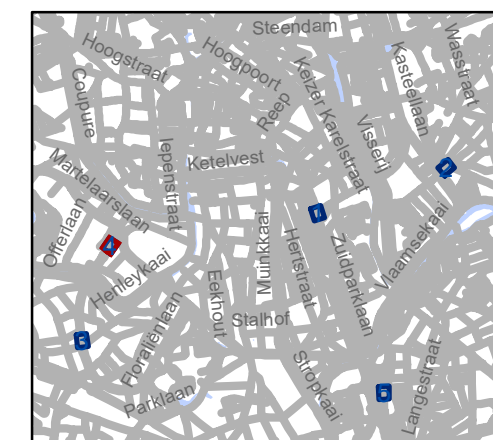 Steendam
Hoogstraat
Hoogpoort
Wasstraat
Kasteellaan
Keizer Karelstraat
Coupure
Reep
Visserij
Iepenstraat
Ketelvest
Martelaarslaan
Offerlaan
Vlaamsekaai
Muinkkaai
Hertstraat
Zuidparklaan
Henleykaai
Eekhout
Floraliënlaan
Stalhof
Stropkaai
Langestraat
Parklaan